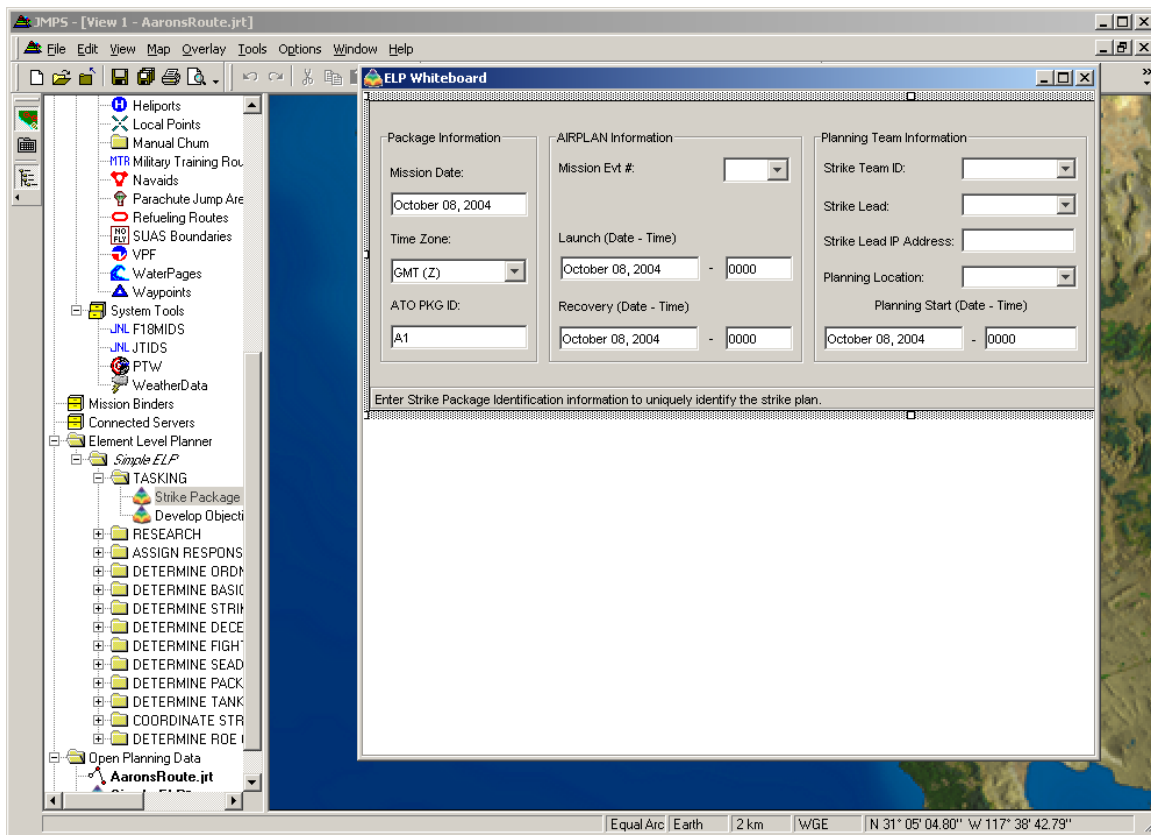 JMPS - [View 1 - AaronsRoute.jrt]
File Edit View Map Overlay Tools Options Window Help
Heliports
Local Points
Manual Chum
MTR Military Training Rou
Navaids
Parachute Jump Are
Refueling Routes
NO FLY SUAS Boundaries
VPF
WaterPages
Waypoints
System Tools
JNL F18MIDS
JNL JTIDS
PTW
WeatherData
Mission Binders
Connected Servers
Element Level Planner
Simple ELP
TASKING
Strike Package
Develop Objecti
RESEARCH
ASSIGN RESPONS
DETERMINE ORDN
DETERMINE BASIC
DETERMINE STRIK
DETERMINE DECE
DETERMINE FIGHT
DETERMINE SEAD
DETERMINE PACK
DETERMINE TANK
COORDINATE STR
DETERMINE ROE
Open Planning Data
AaronsRoute.jrt
ELP Whiteboard
Package Information
Mission Date:
October 08, 2004
Time Zone:
GMT (Z)
ATO PKG ID:
A1
AIRPLAN Information
Mission Evt #:
Launch (Date - Time)
October 08, 2004 - 0000
Recovery (Date - Time)
October 08, 2004 - 0000
Planning Team Information
Strike Team ID:
Strike Lead:
Strike Lead IP Address:
Planning Location:
Planning Start (Date - Time)
October 08, 2004 - 0000
Enter Strike Package Identification information to uniquely identify the strike plan.
Equal Arc Earth 2 km WGE N 31° 05' 04.80" W 117° 38' 42.79"